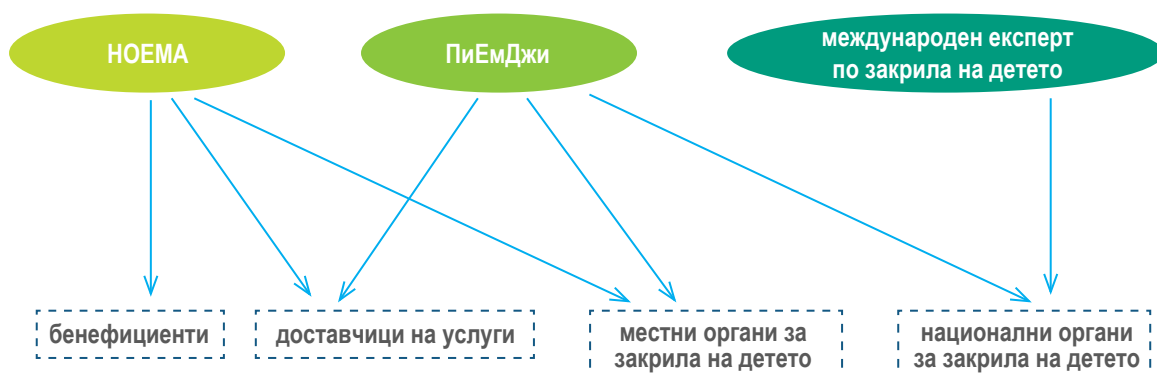 НОЕМА
ПиЕмДжи
международен експерт
по закрила на детето
бенефициенти
доставчици на услуги
местни органи за
закрила на детето
национални органи
за закрила на детето